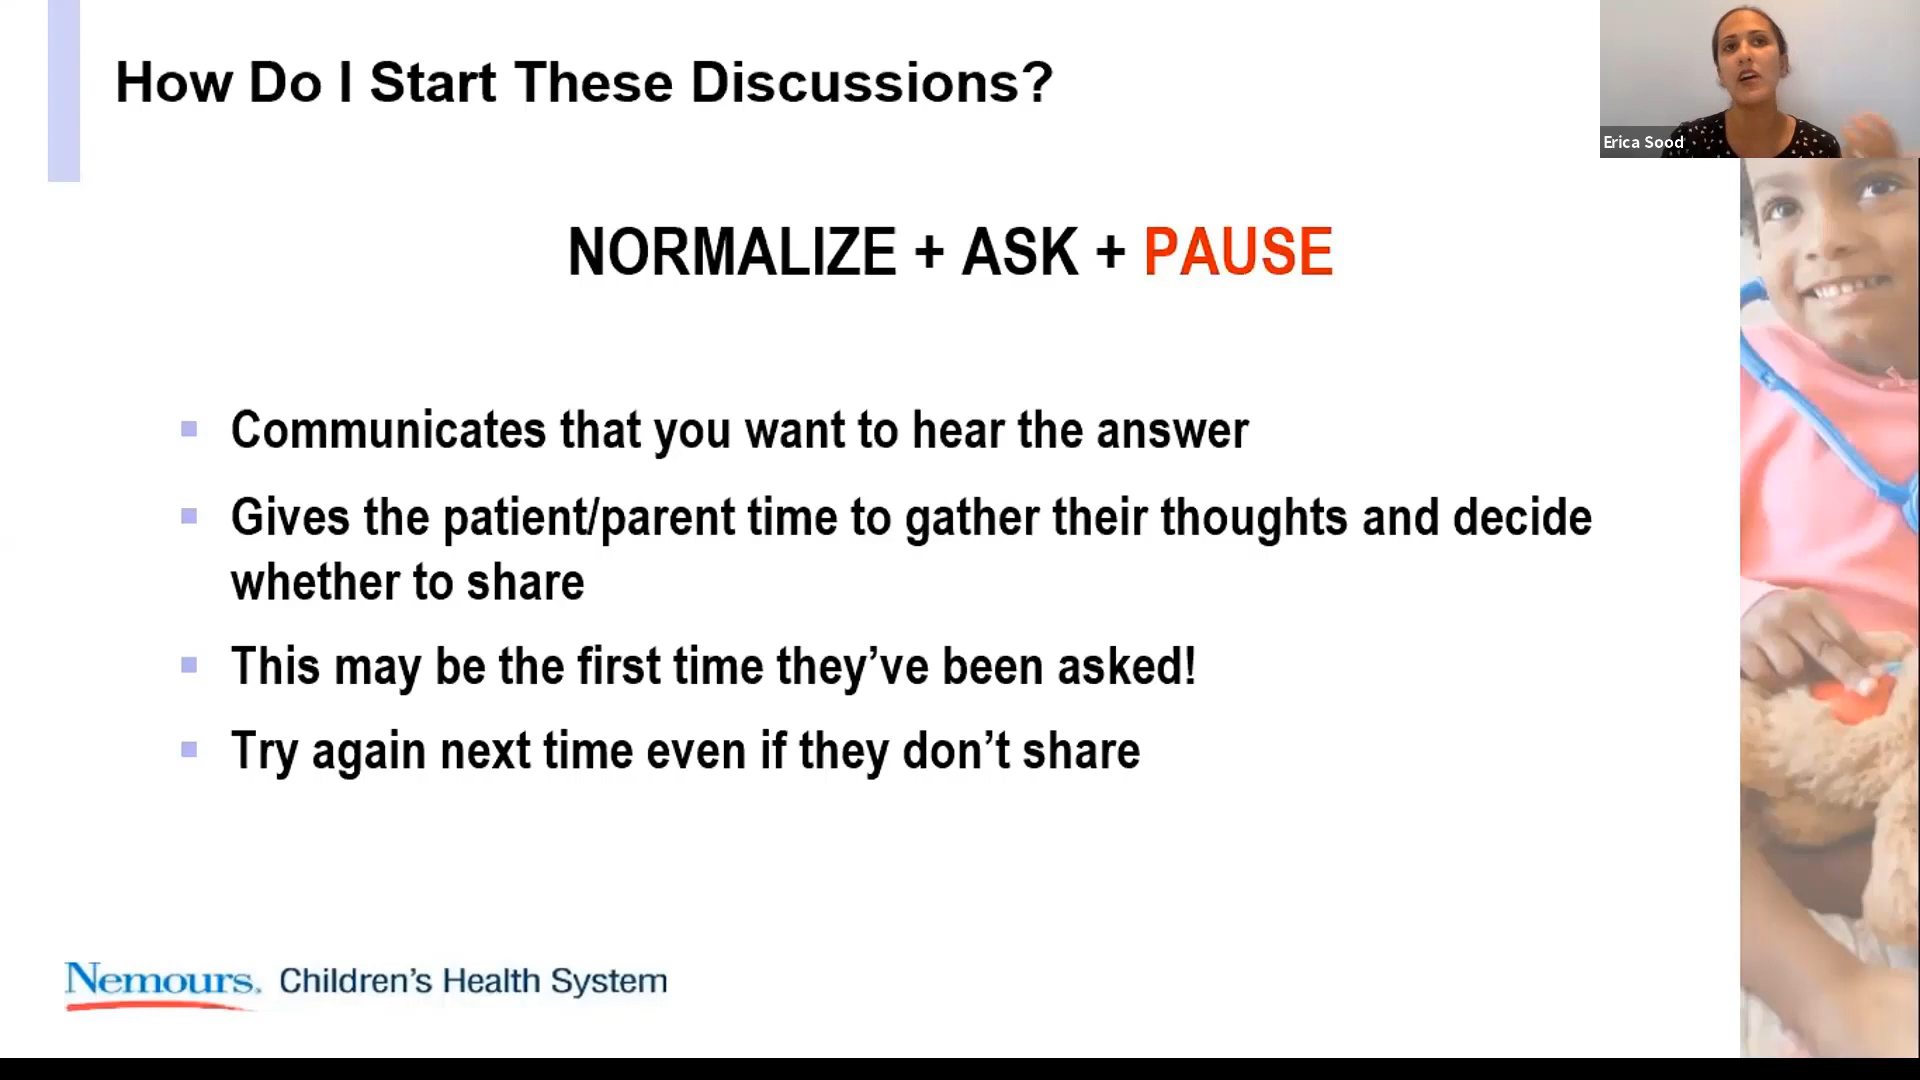 How Do I Start These Discussions?
Erica Sood
NORMALIZE + ASK + PAUSE
Communicates that you want to hear the answer
Gives the patient/parent time to gather their thoughts and decide
whether to share
This may be the first time they’ve been asked!
Try again next time even if they don’t share
Nemours. Children’s Health System